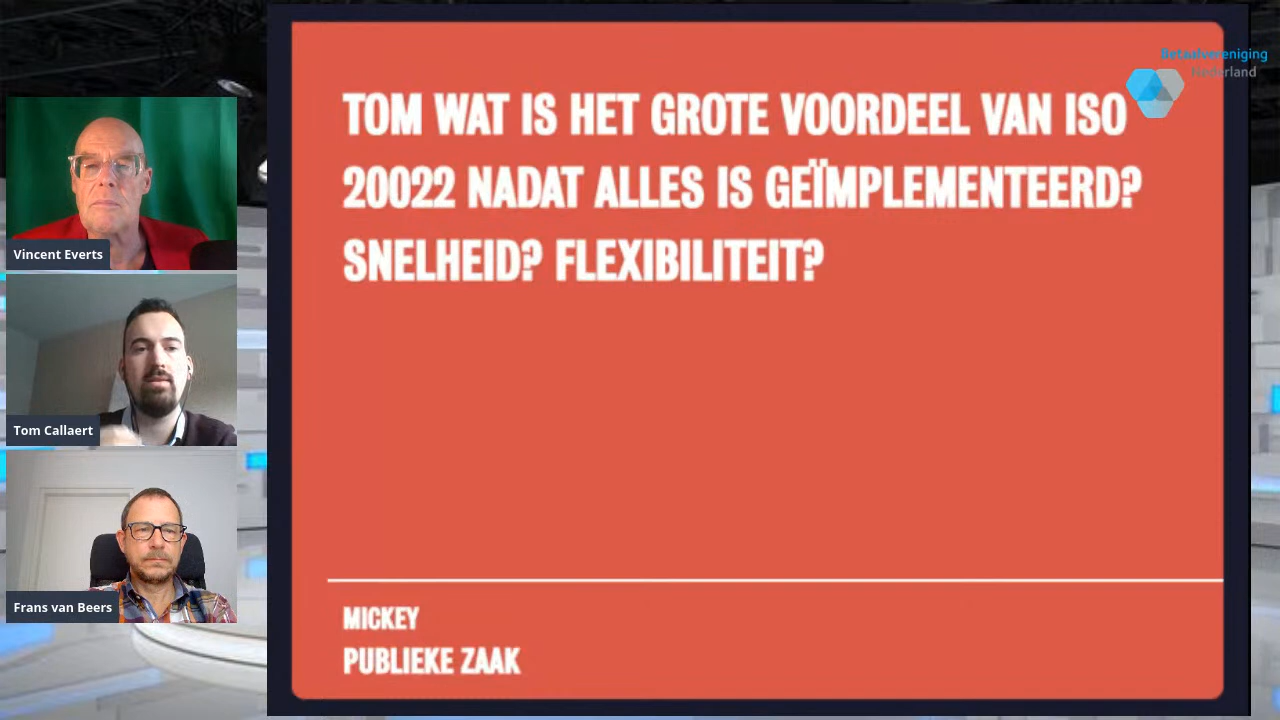 Betaalvereniging
Nederland
TOM WAT IS HET GROTE VOORDEEL VAN ISO
20022 NADAT ALLES IS GEÏMPLEMENTEERD?
SNELHEID? FLEXIBILITEIT?
Vincent Everts
Tom Callaert
Frans van Beers
MICKEY
PUBLIEKE ZAAK